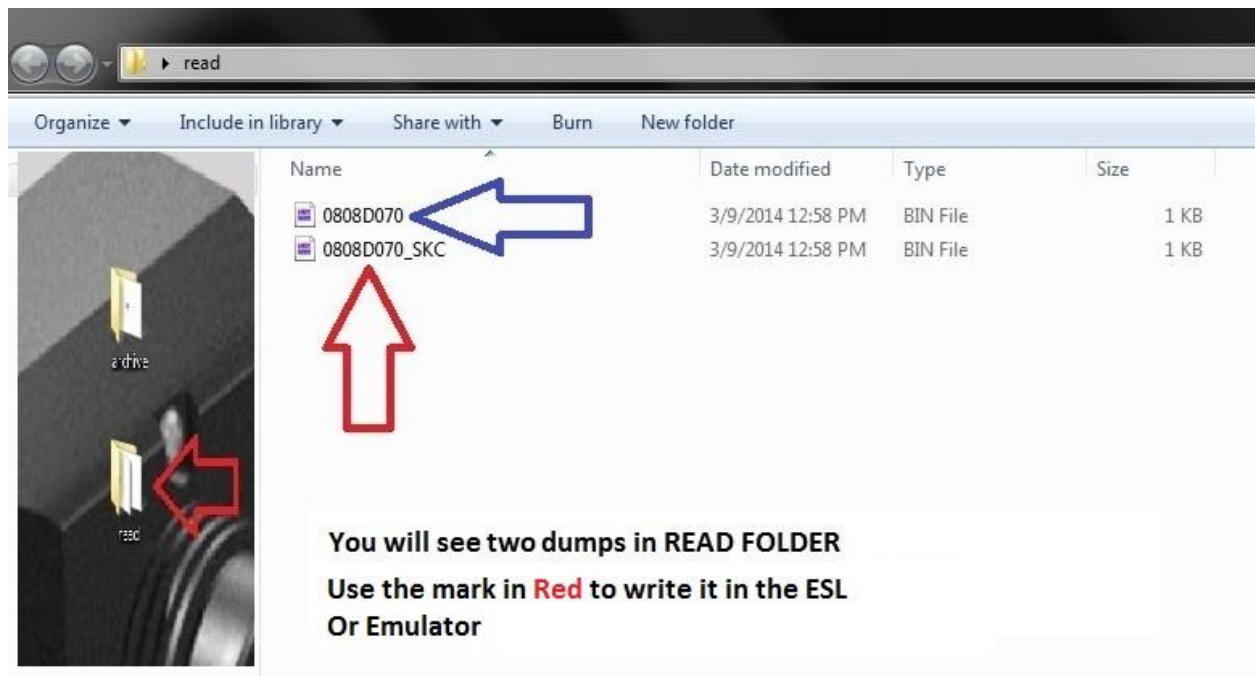 read
Organize Include in library Share with Burn New folder
Name Date modified Type Size
0808D070 3/9/2014 12:58 PM BIN File 1 KB
0808D070_SKC 3/9/2014 12:58 PM BIN File 1 KB
archive
read
You will see two dumps in READ FOLDER
Use the mark in Red to write it in the ESL
Or Emulator